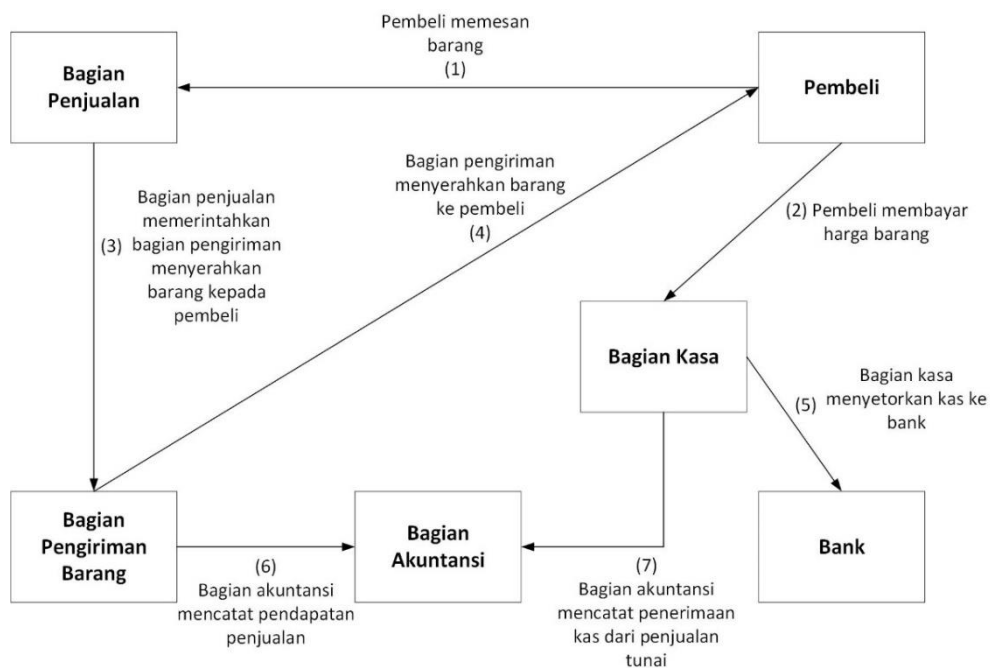 Pembeli memesan
barang
(1)
Bagian
Penjualan
Pembeli
Bagian pengiriman
menyerahkan barang
ke pembeli
(4)
Bagian penjualan
memerintahkan
(3) bagian pengiriman
menyerahkan
barang kepada
pembeli
(2) Pembeli membayar
harga barang
Bagian Kasa
Bagian kasa
(5) menyetorkan kas ke
bank
Bagian
Pengiriman
Barang
Bagian
Akuntansi
Bank
(6)
Bagian akuntansi
mencatat pendapatan
penjualan
(7)
Bagian akuntansi
mencatat penerimaan
kas dari penjualan
tunai